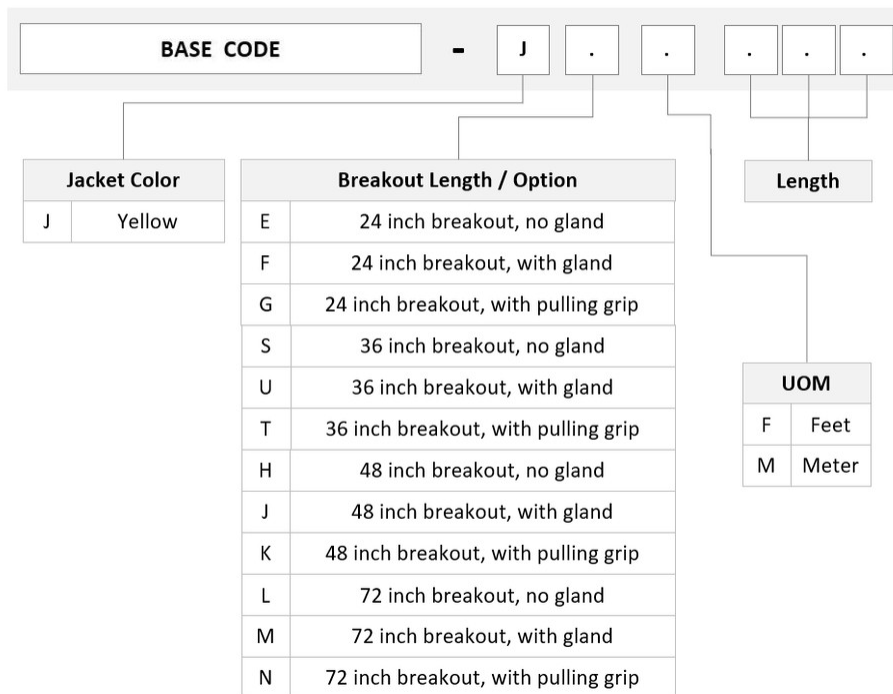 BASE CODE - J . . . . .
Jacket Color
J Yellow
Breakout Length / Option
E 24 inch breakout, no gland
F 24 inch breakout, with gland
G 24 inch breakout, with pulling grip
S 36 inch breakout, no gland
U 36 inch breakout, with gland
T 36 inch breakout, with pulling grip
H 48 inch breakout, no gland
J 48 inch breakout, with gland
K 48 inch breakout, with pulling grip
L 72 inch breakout, no gland
M 72 inch breakout, with gland
N 72 inch breakout, with pulling grip
Length
UOM
F Feet
M Meter